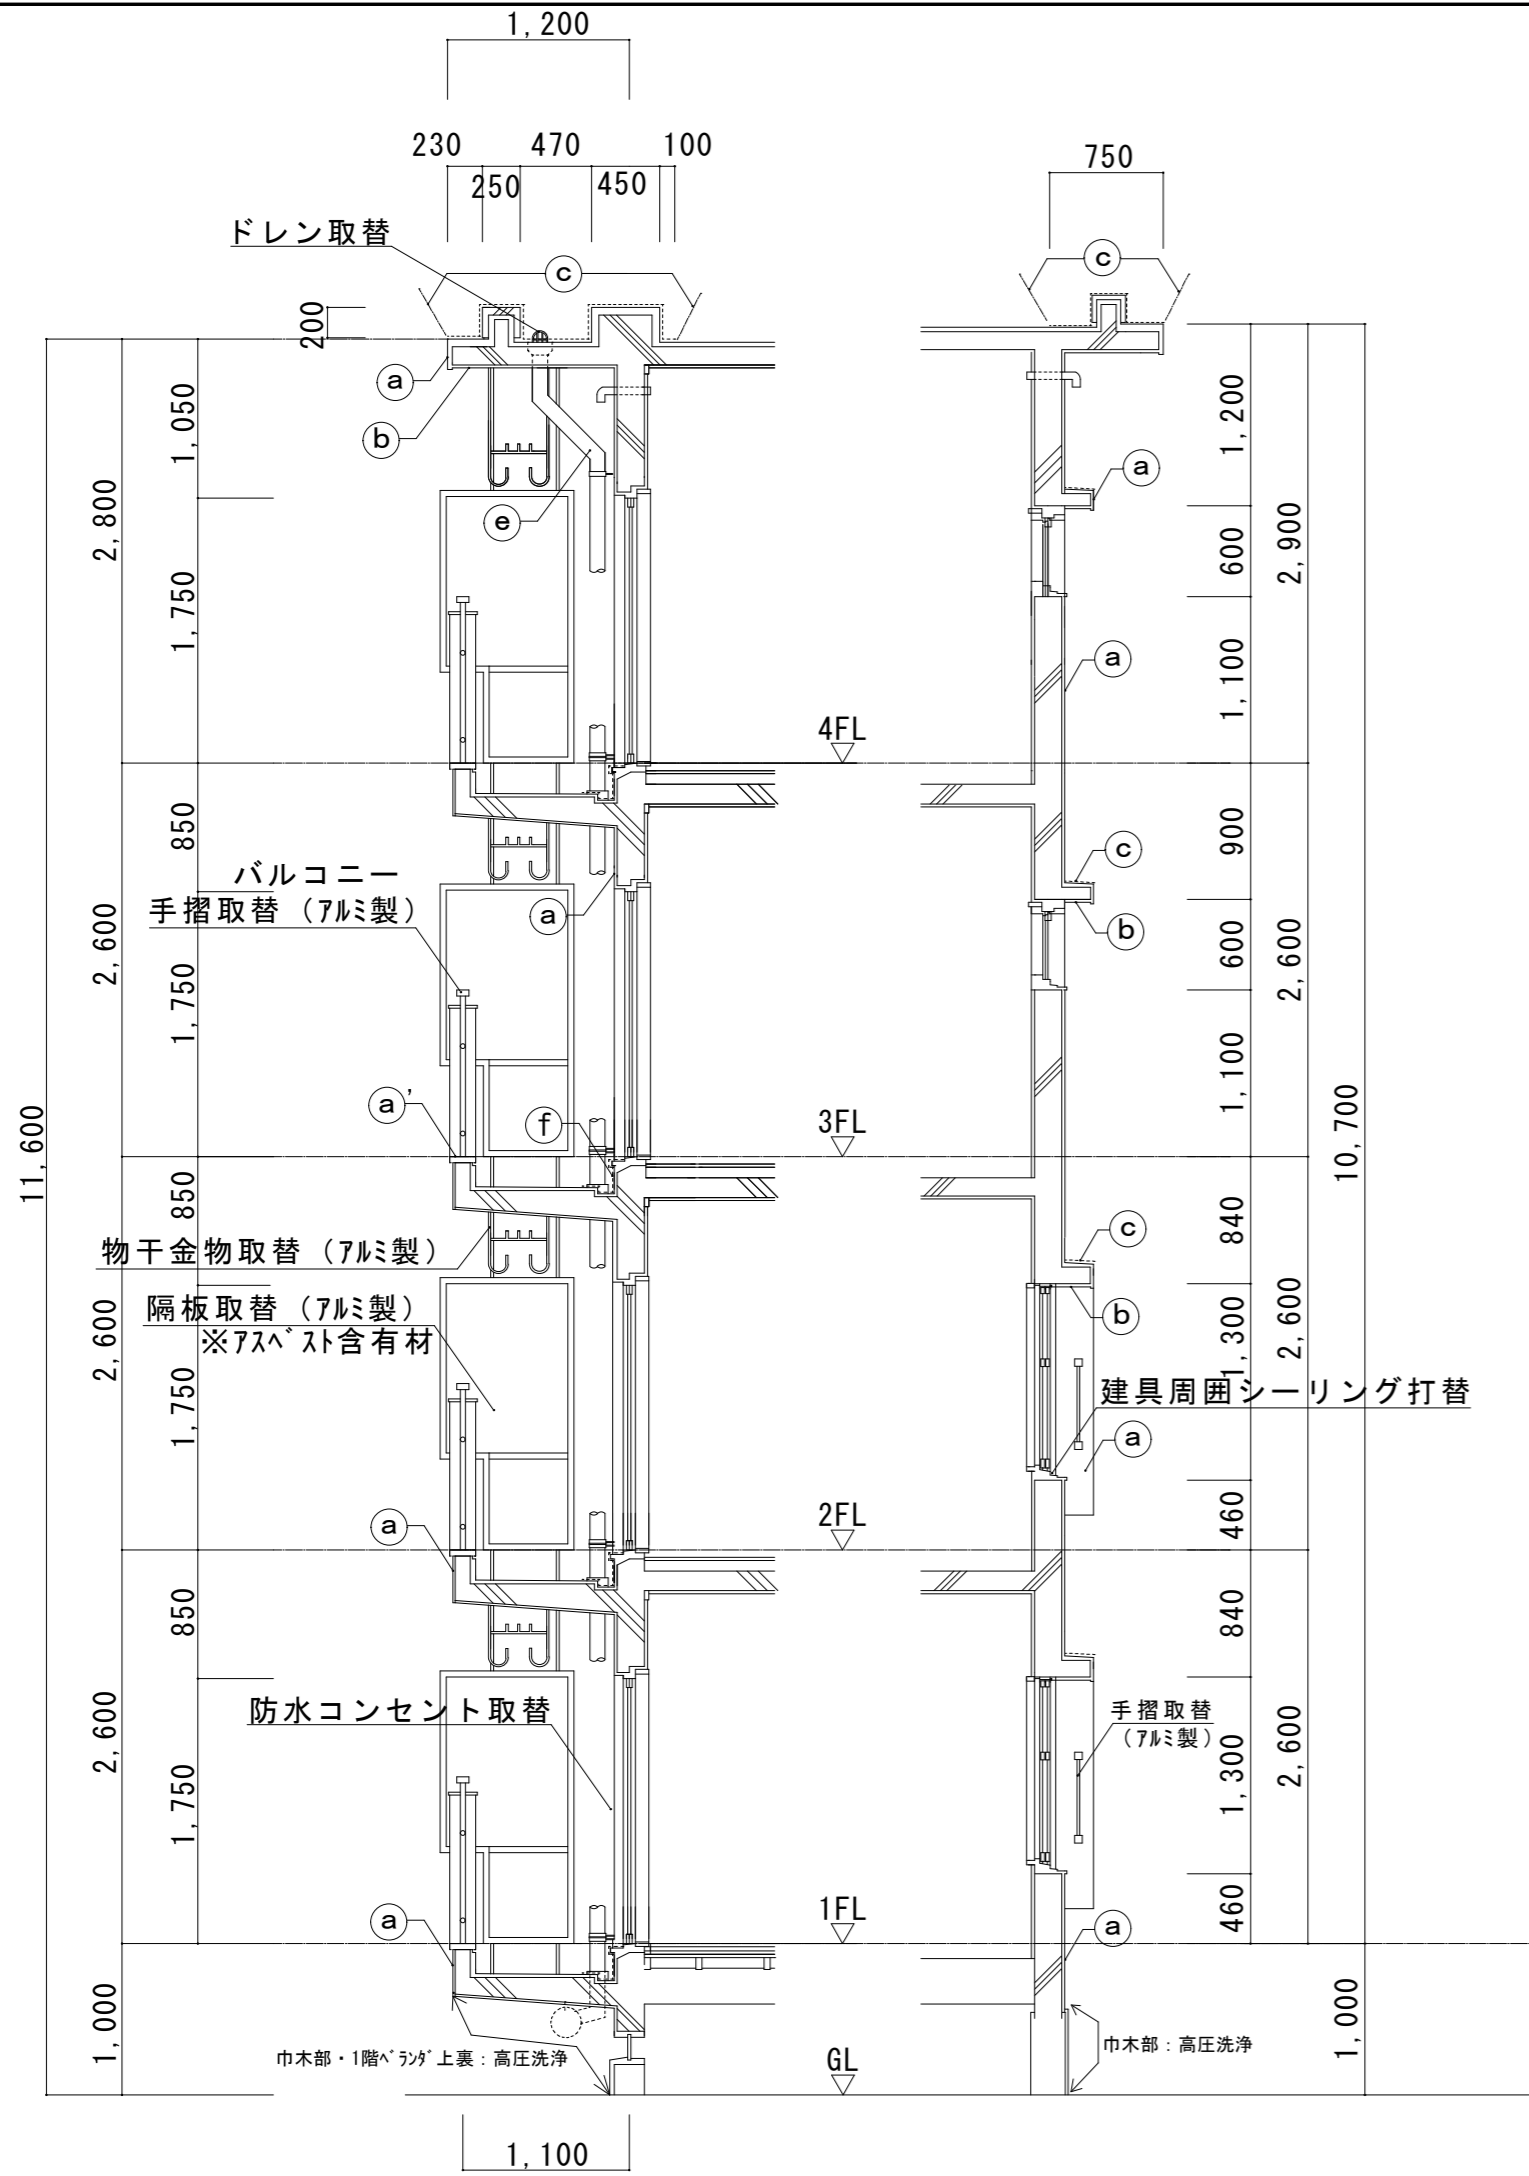 1,200
230
470
100
250
450
750
ドレン取替
c
c
200
a
b
e
1,050
2,800
1,750
1,200
a
600
2,900
a
1,100
4FL
850
900
c
バルコニー
手摺取替（ｱﾙﾐ製）
a
b
2,600
1,750
600
2,600
1,100
a'
f
11,600
3FL
10,700
850
840
c
物干金物取替（ｱﾙﾐ製）
隔板取替（ｱﾙﾐ製）
※ｱｽﾍﾞｽﾄ含有材
b
2,600
1,750
1,300
2,600
建具周囲シーリング打替
a
a
2FL
460
850
840
防水コンセント取替
手摺取替
（ｱﾙﾐ製）
2,600
1,750
1,300
2,600
a
1FL
460
a
1,000
巾木部・1階ﾍﾞﾗﾝﾀﾞ上裏：高圧洗浄
GL
巾木部：高圧洗浄
1,000
1,100